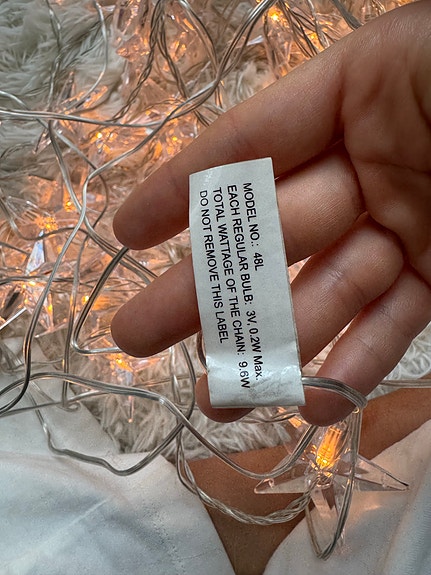 MODEL NO.: 48L
EACH REGULAR BULB: 3V, 0.2W Max.
TOTAL WATTAGE OF THE CHAIN: 9.6W
DO NOT REMOVE THIS LABEL